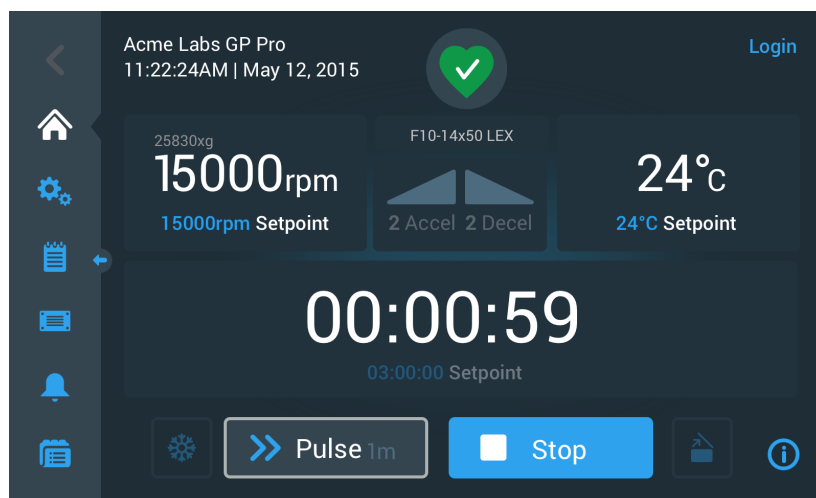 Acme Labs GP Pro
11:22:24AM | May 12, 2015
Login
25830xg
15000rpm
15000rpm Setpoint
F10-14x50 LEX
2 Accel 2 Decel
24°c
24°C Setpoint
00:00:59
03:00:00 Setpoint
Pulse 1m
Stop